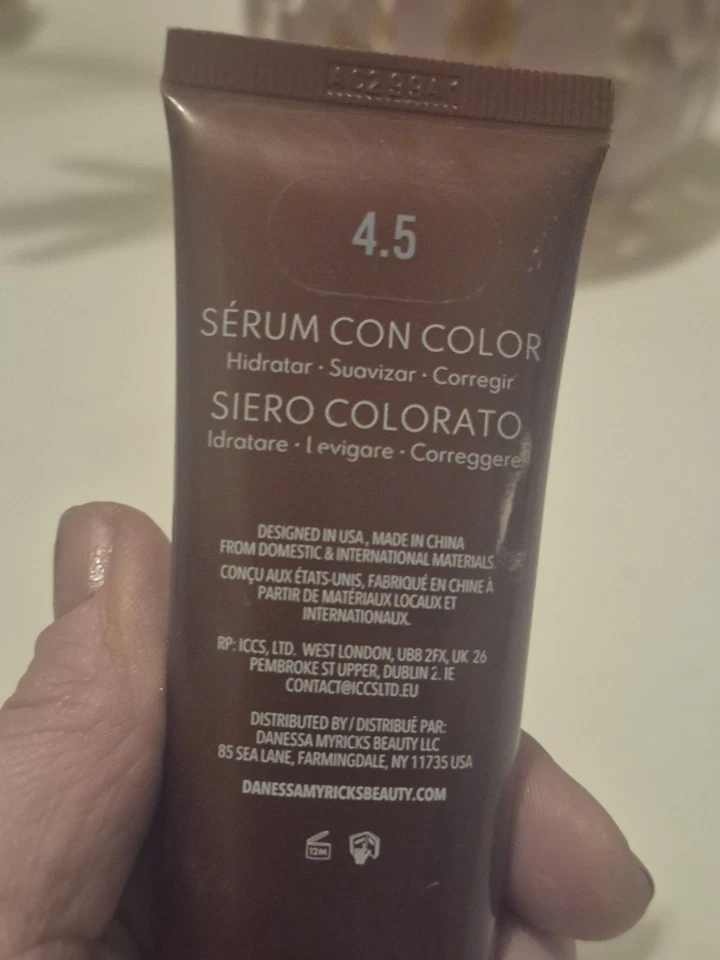 4.5
SÉRUM CON COLOR
Hidratar · Suavizar · Corregir
SIERO COLORATO
Idratare · Levigare · Correggere
DESIGNED IN USA, MADE IN CHINA
FROM DOMESTIC & INTERNATIONAL MATERIALS.
CONÇU AUX ÉTATS-UNIS, FABRIQUÉ EN CHINE À
PARTIR DE MATÉRIAUX LOCAUX ET
INTERNATIONAUX.
RP: ICCS, LTD. WEST LONDON, UB8 2FX, UK 26
PEMBROKE ST UPPER, DUBLIN 2. IE
CONTACT@ICCSLTD.EU
DISTRIBUTED BY / DISTRIBUÉ PAR:
DANESSA MYRICKS BEAUTY LLC
85 SEA LANE, FARMINGDALE, NY 11735 USA
DANESSAMYRICKSBEAUTY.COM
12M